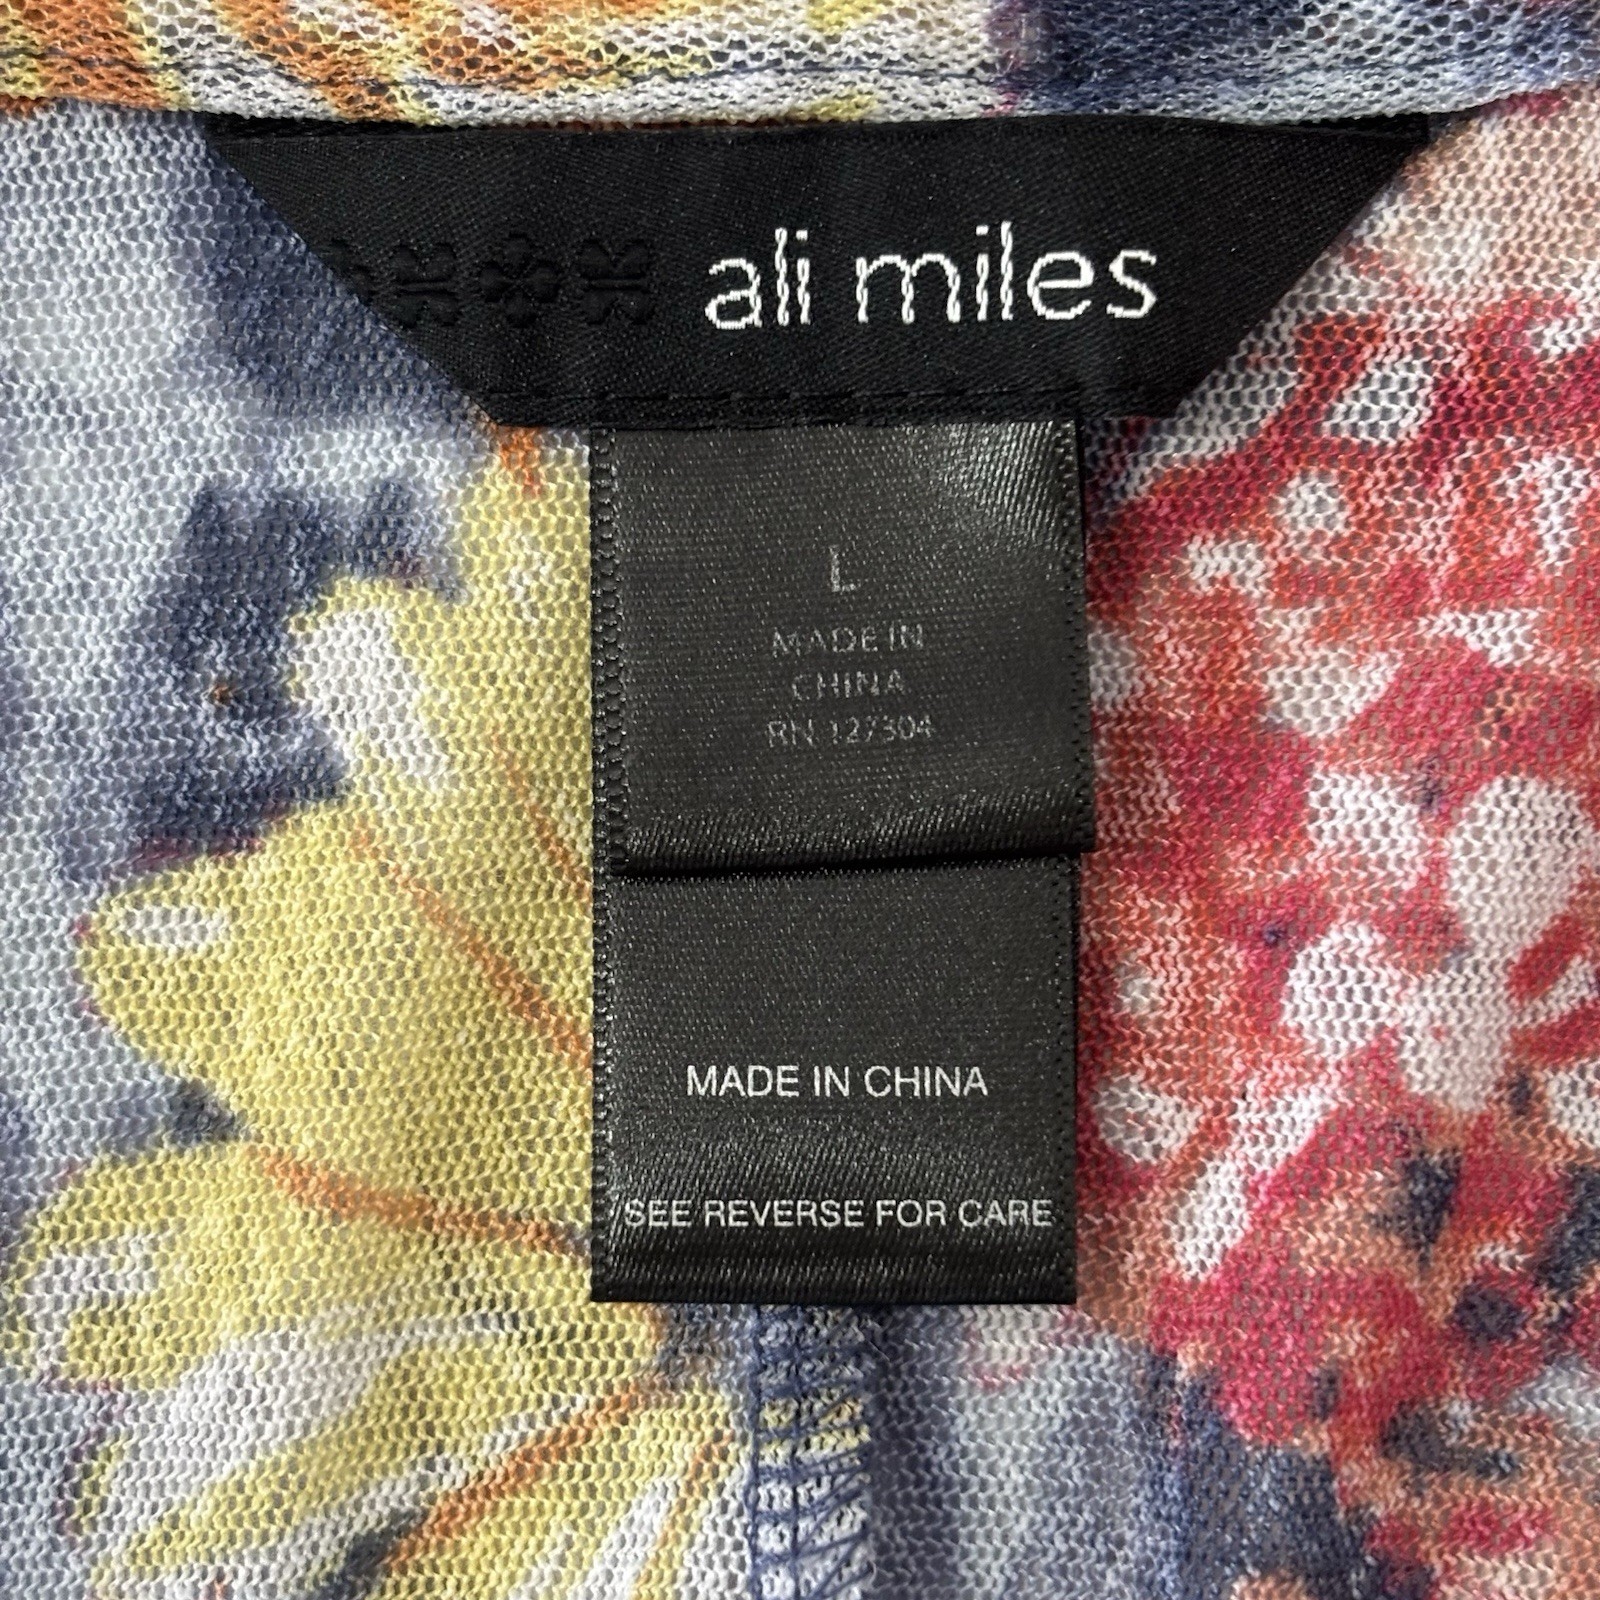 ali miles
L
MADE IN
CHINA
RN 127304
MADE IN CHINA
SEE REVERSE FOR CARE